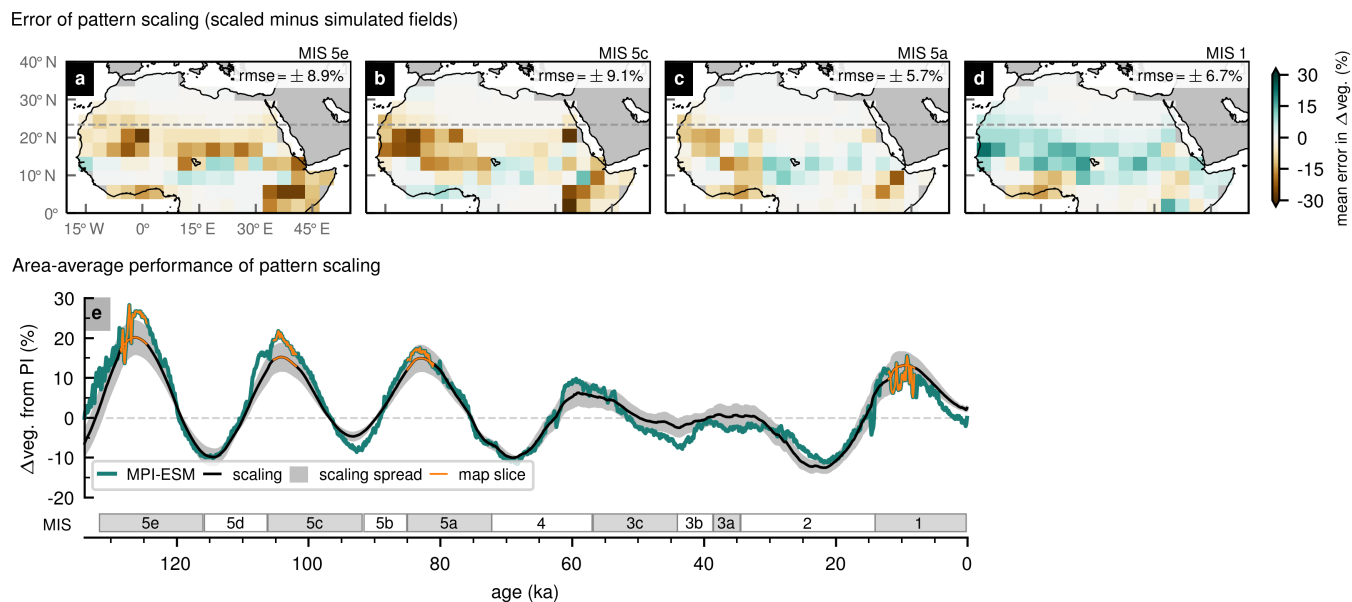 Error of pattern scaling (scaled minus simulated fields)
MIS 5e
MIS 5c
MIS 5a
MIS 1
a
rmse = ± 8.9%
b
rmse = ± 9.1%
c
rmse = ± 5.7%
d
rmse = ± 6.7%
40° N
30° N
20° N
10° N
0°
15° W
0°
15° E
30° E
45° E
30
15
0
-15
-30
mean error in Δveg. (%)
Area-average performance of pattern scaling
e
30
20
10
0
-10
-20
Δveg. from PI (%)
MPI-ESM
scaling
scaling spread
map slice
MIS
5e
5d
5c
5b
5a
4
3c
3b
3a
2
1
120
100
80
60
40
20
0
age (ka)